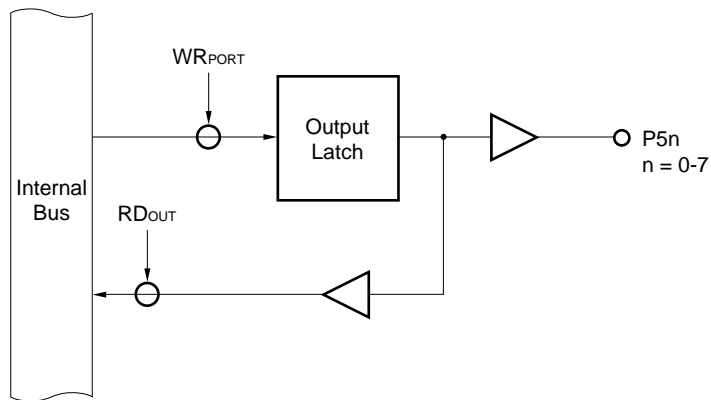 WRPORT
Output
Latch
P5n
n = 0-7
Internal
Bus
RDOUT